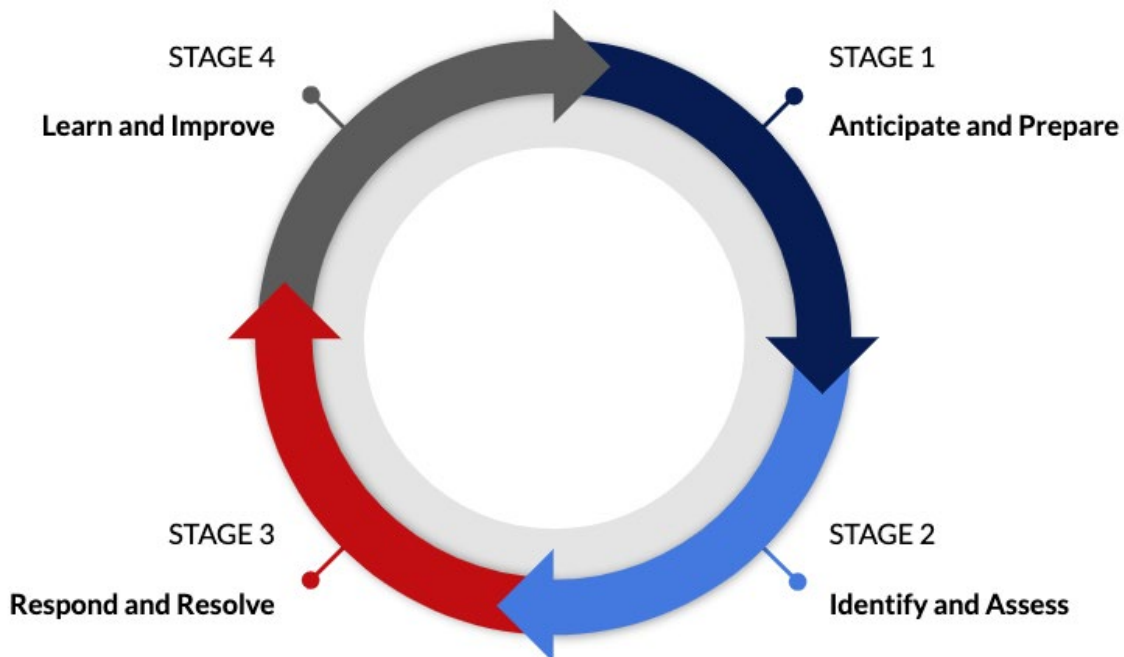 STAGE 1
Anticipate and Prepare
STAGE 2
Identify and Assess
STAGE 3
Respond and Resolve
STAGE 4
Learn and Improve